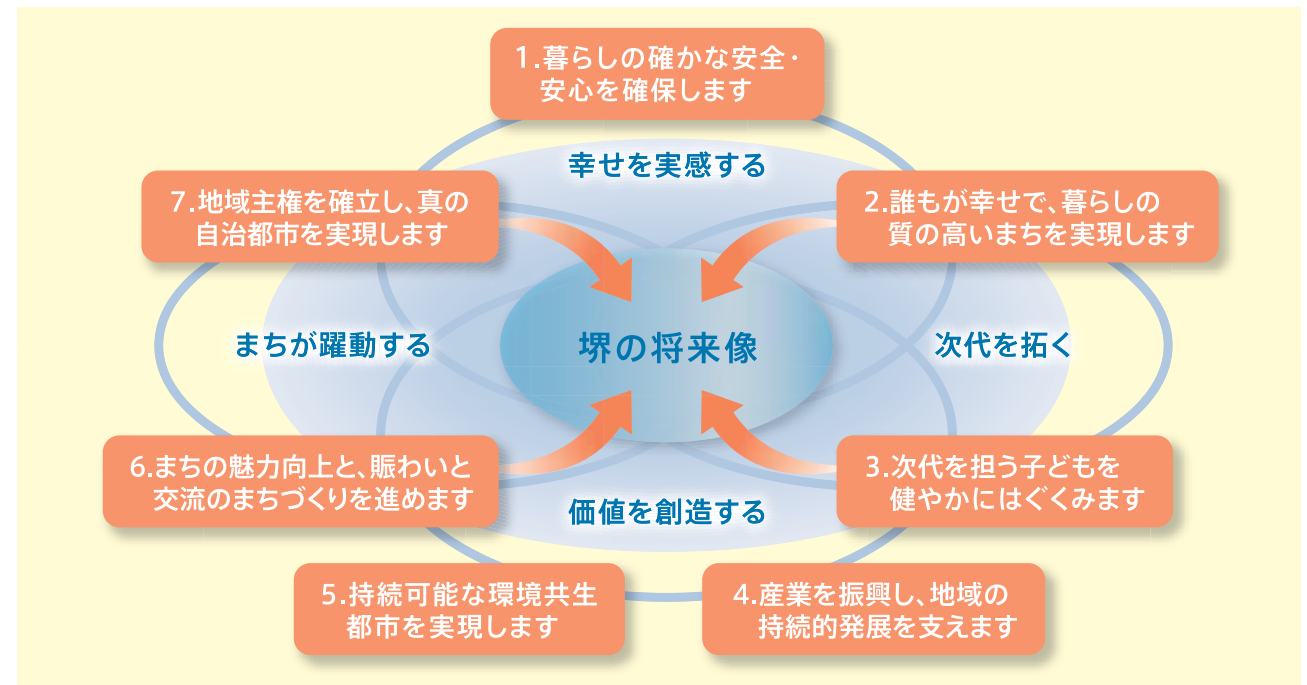 1.暮らしの確かな安全・
安心を確保します
幸せを実感する
7.地域主権を確立し、真の
自治都市を実現します
2.誰もが幸せで、暮らしの
質の高いまちを実現します
まちが躍動する
堺の将来像
次代を拓く
6.まちの魅力向上と、賑わいと
交流のまちづくりを進めます
3.次代を担う子どもを
健やかにはぐくみます
価値を創造する
5.持続可能な環境共生
都市を実現します
4.産業を振興し、地域の
持続的発展を支えます